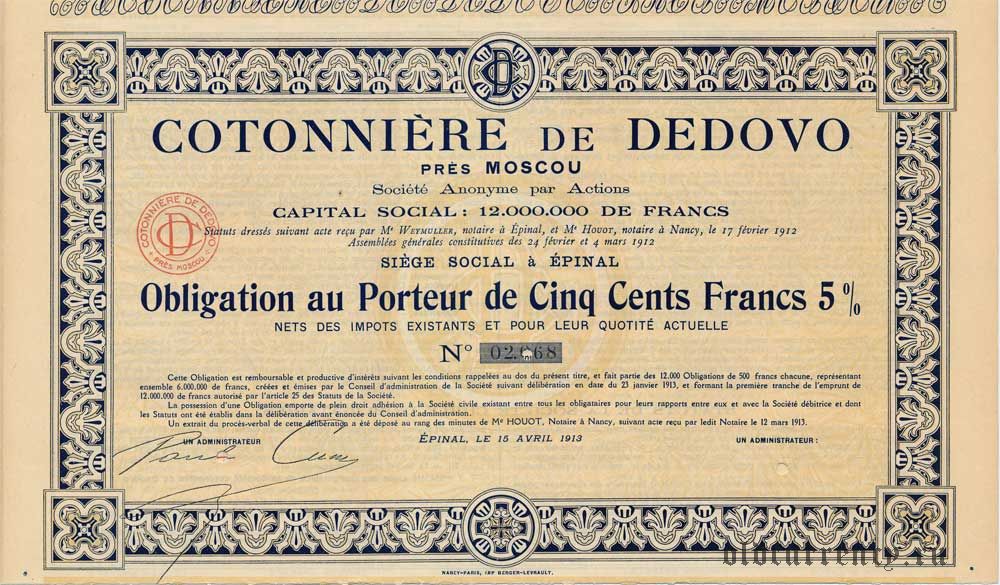 COTONNIÈRE DE DEDOVO
PRÈS MOSCOU
Société Anonyme par Actions
CAPITAL SOCIAL : 12.000.000 DE FRANCS
Statuts dressés suivant acte reçu par Me WEYMULLER, notaire à Épinal, et Me HOUOT, notaire à Nancy, le 17 février 1912
Assemblées générales constitutives des 24 février et 4 mars 1912
COTONNIÈRE DE DEDOVO
CD
PRÈS MOSCOU
SIÈGE SOCIAL à ÉPINAL
Obligation au Porteur de Cinq Cents Francs 5 %
NETS DES IMPOTS EXISTANTS ET POUR LEUR QUOTITÉ ACTUELLE
No 02.068
Cette Obligation est remboursable et productive d'intérêts suivant les conditions rappelées au dos du présent titre, et fait partie des 12.000 Obligations de 500 francs chacune, représentant
ensemble 6.000.000 de francs, créées et émises par le Conseil d'administration de la Société suivant délibération en date du 23 janvier 1913, et formant la première tranche de l'emprunt de
12.000.000 de francs autorisé par l'article 25 des Statuts de la Société.
La possession d'une Obligation emporte de plein droit adhésion à la Société civile existant entre tous les obligataires pour leurs rapports entre eux et avec la Société débitrice et dont
les Statuts ont été établis dans la délibération avant énoncée du Conseil d'administration.
Un extrait du procès-verbal de cette délibération a été déposé au rang des minutes de Me HOUOT, Notaire à Nancy, suivant acte reçu par ledit Notaire le 12 mars 1913.
UN ADMINISTRATEUR
ÉPINAL, LE 15 AVRIL 1913
UN ADMINISTRATEUR :
NANCY-PARIS, IMP BERGER-LEVRAULT.